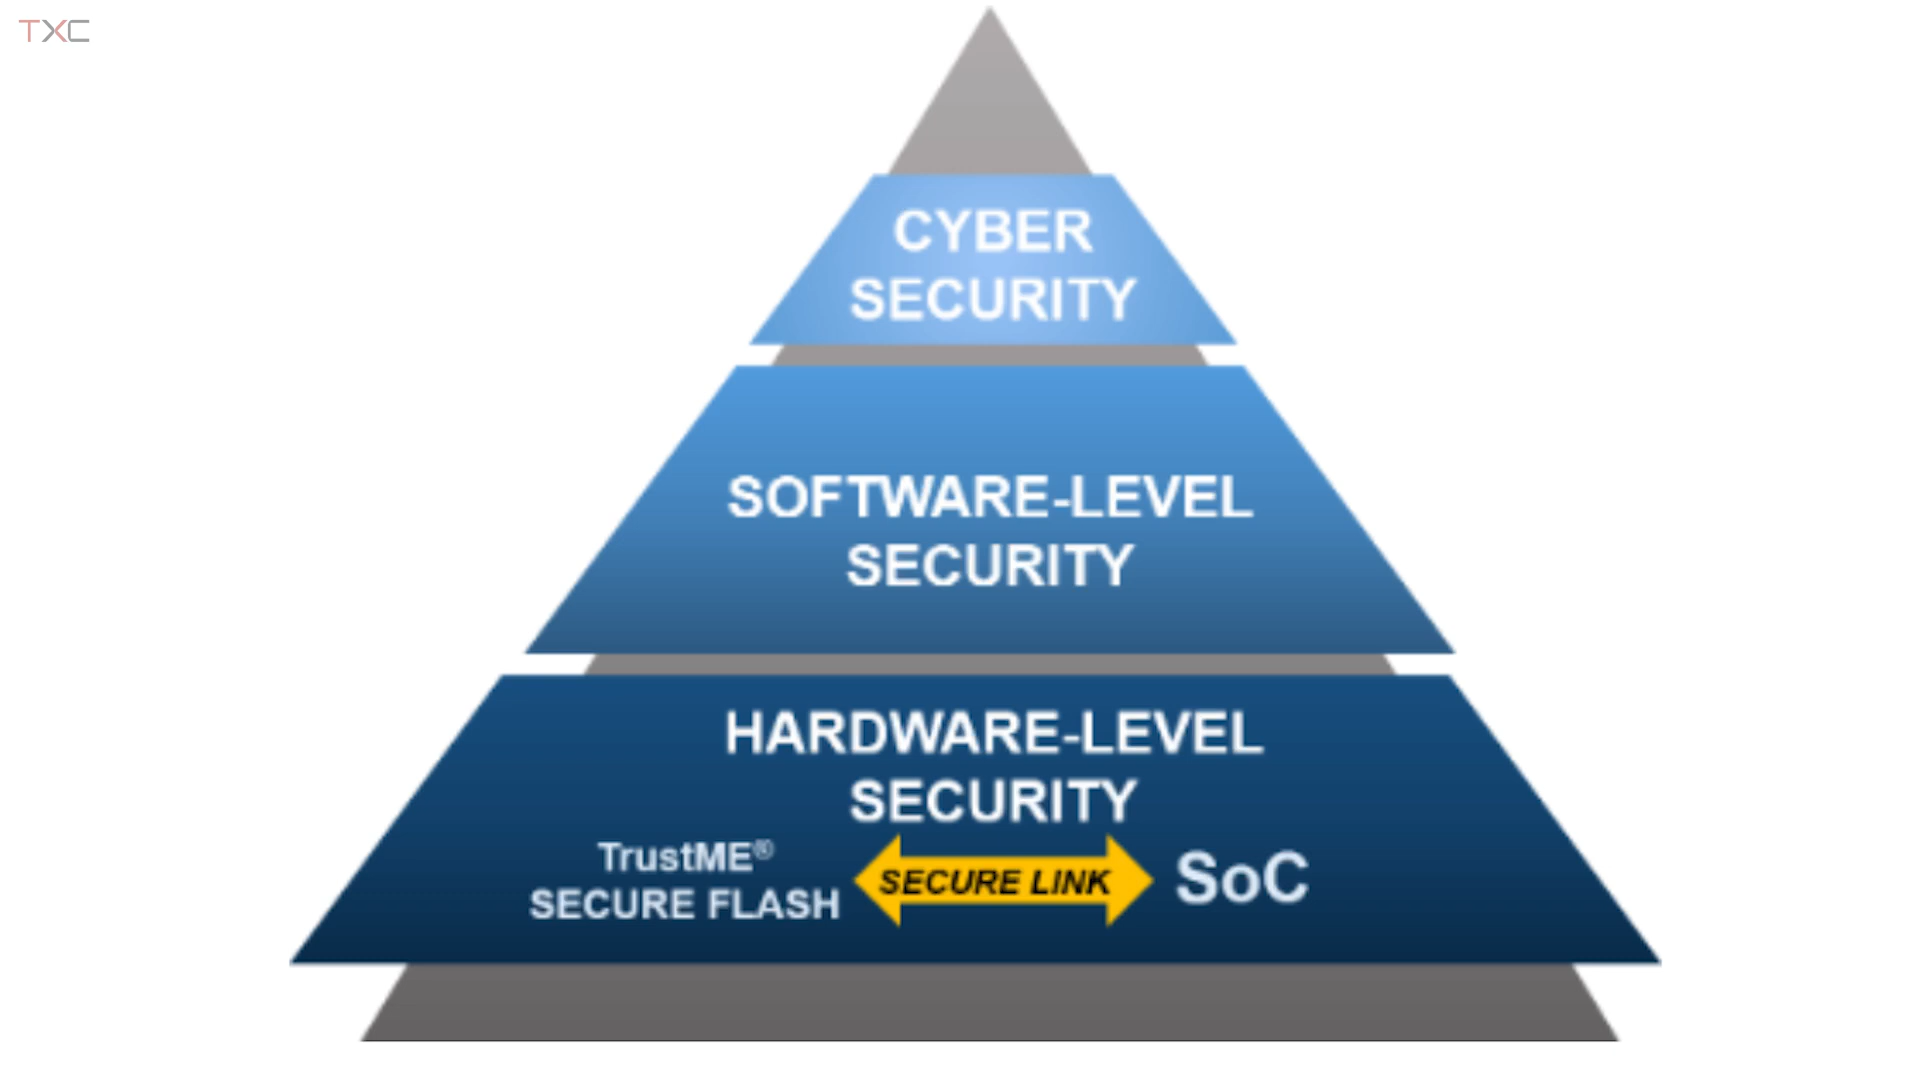 TXC
CYBER
SECURITY
SOFTWARE-LEVEL
SECURITY
HARDWARE-LEVEL
SECURITY
TrustME®
SECURE FLASH
SECURE LINK
SoC